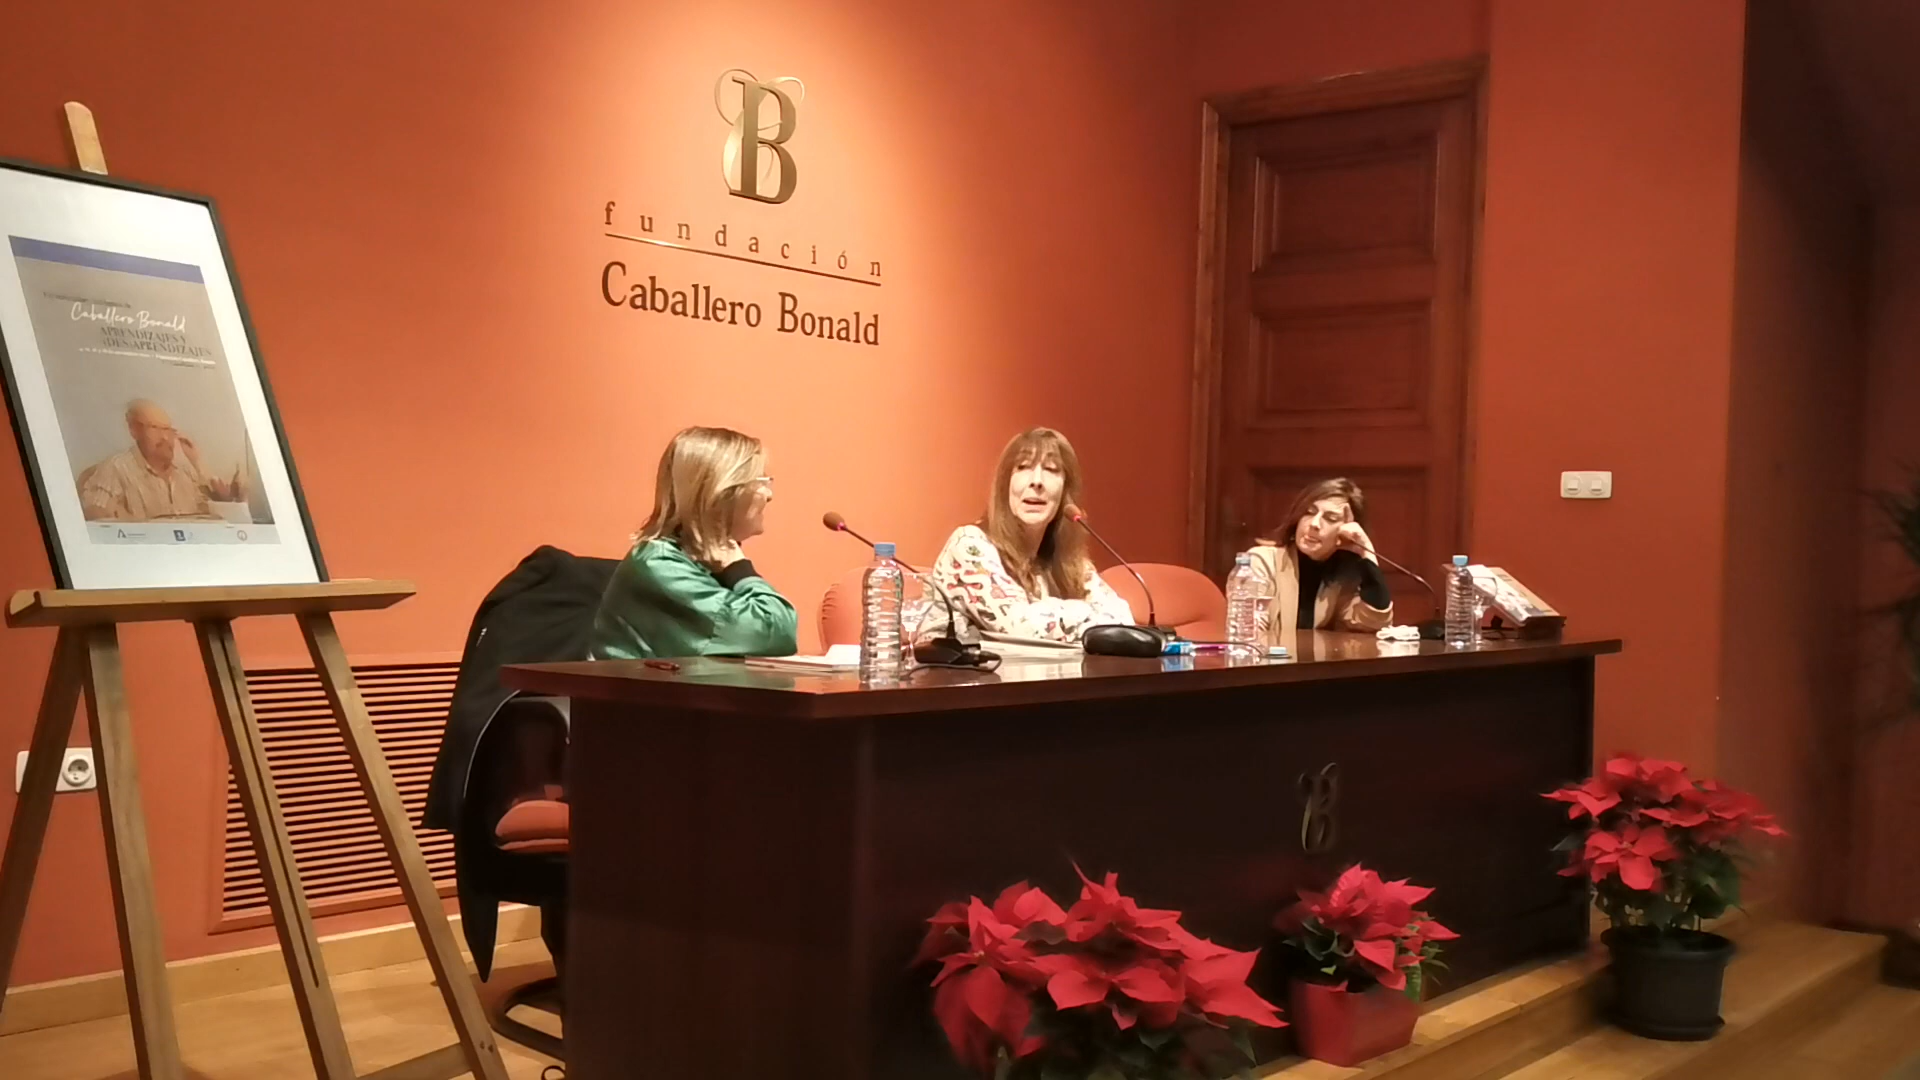 B
fundación
Caballero Bonald
Caballero Bonald
APRENDIZAJES Y
(DES)APRENDIZAJES
B